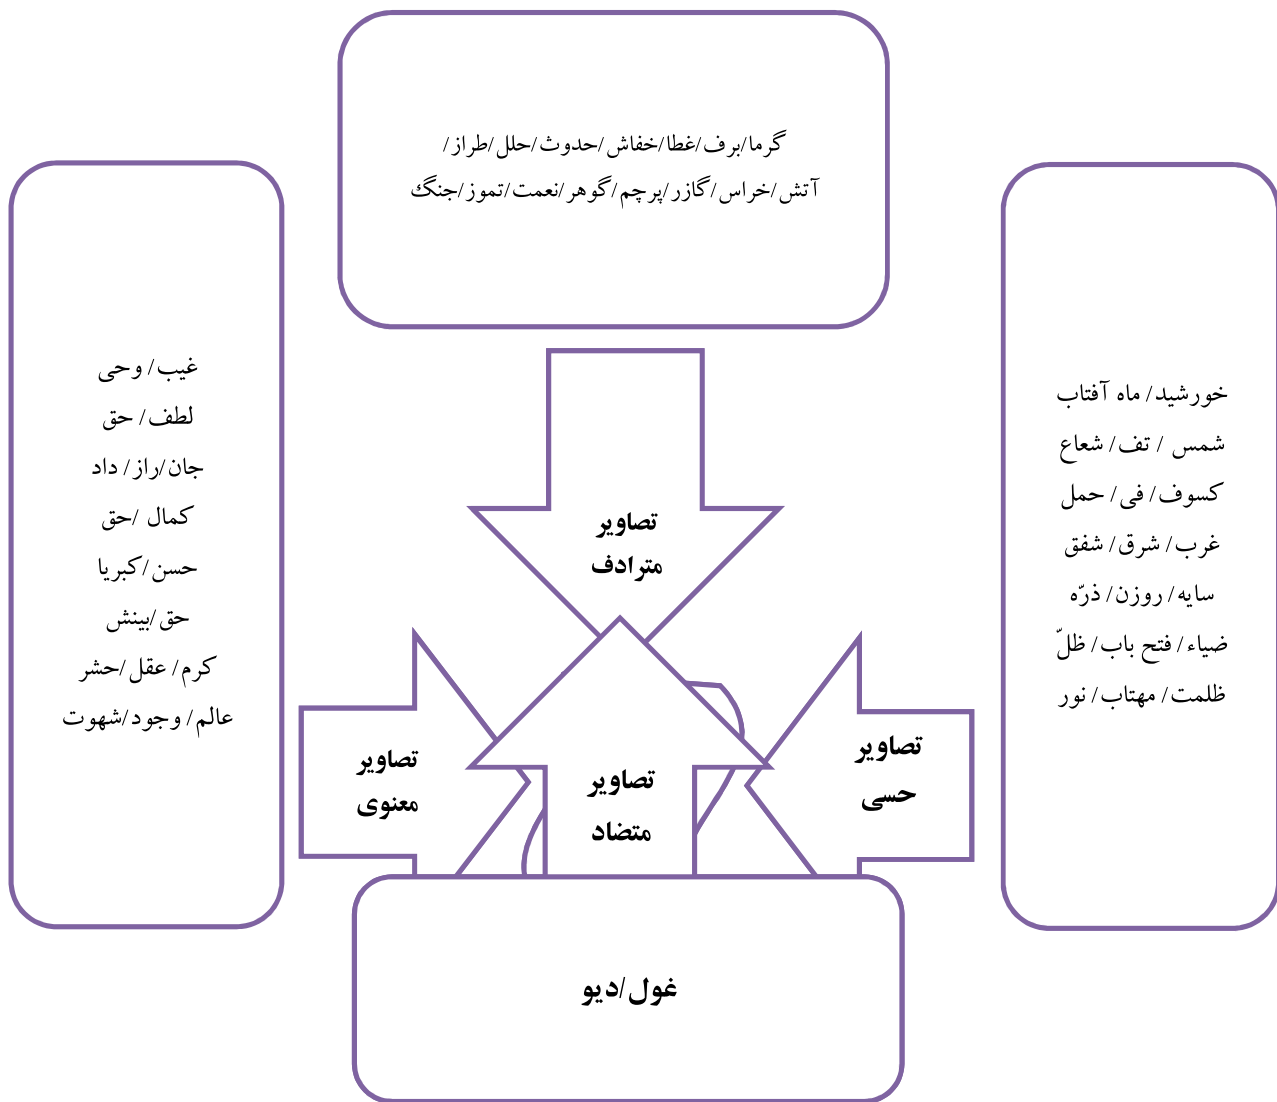 گرما/برف/غطا/خفاش/حدوث/حلل/طراز/
آتش/خراس/گازر/پرچم/گوهر/نعمت/تموز/جنگ
خورشید/ ماه آفتاب
شمس / تف/ شعاع
کسوف/ فی/ حمل
غرب/ شرق/ شفق
سایه/ روزن/ ذرّه
ضیاء/ فتح باب/ ظلّ
ظلمت/ مهتاب/ نور
غیب/ وحی
لطف/ حق
جان/راز/ داد
کمال /حق
حسن/کبریا
حق/بینش
کرم/ عقل/حشر
عالم/ وجود/شهوت
تصاویر
مترادف
تصاویر
حسی
تصاویر
متضاد
تصاویر
معنوی
غول/دیو